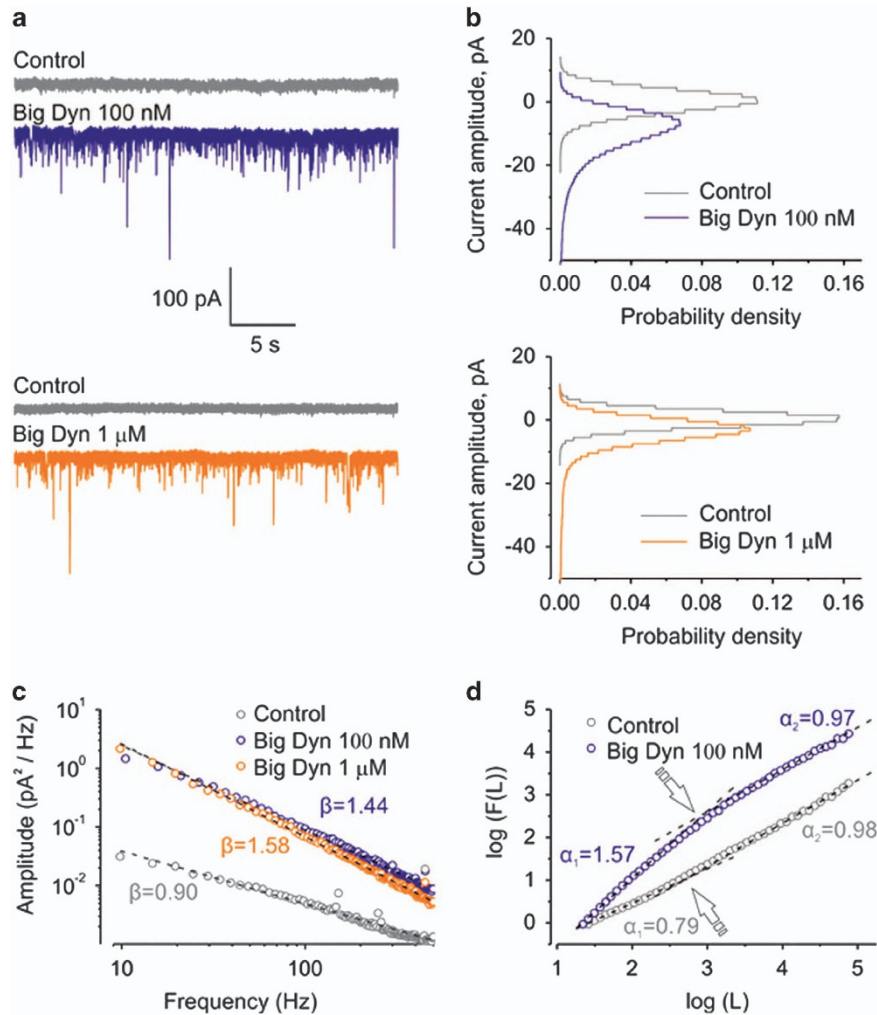 a
Control
Big Dyn 100 nM
100 pA
5 s
Control
Big Dyn 1 μM
b
Current amplitude, pA
20
0
-20
-40
Control
Big Dyn 100 nM
0.00 0.04 0.08 0.12 0.16
Probability density
Current amplitude, pA
20
0
-20
-40
Control
Big Dyn 1 μM
0.00 0.04 0.08 0.12 0.16
Probability density
c
Amplitude (pA² / Hz)
10¹
10⁰
10⁻¹
10⁻²
Control
Big Dyn 100 nM
Big Dyn 1 μM
β=1.44
β=1.58
β=0.90
10 100
Frequency (Hz)
d
log (F(L))
5
4
3
2
1
0
Control
Big Dyn 100 nM
α₂=0.97
α₂=0.98
α₁=1.57
α₁=0.79
1 2 3 4 5
log (L)